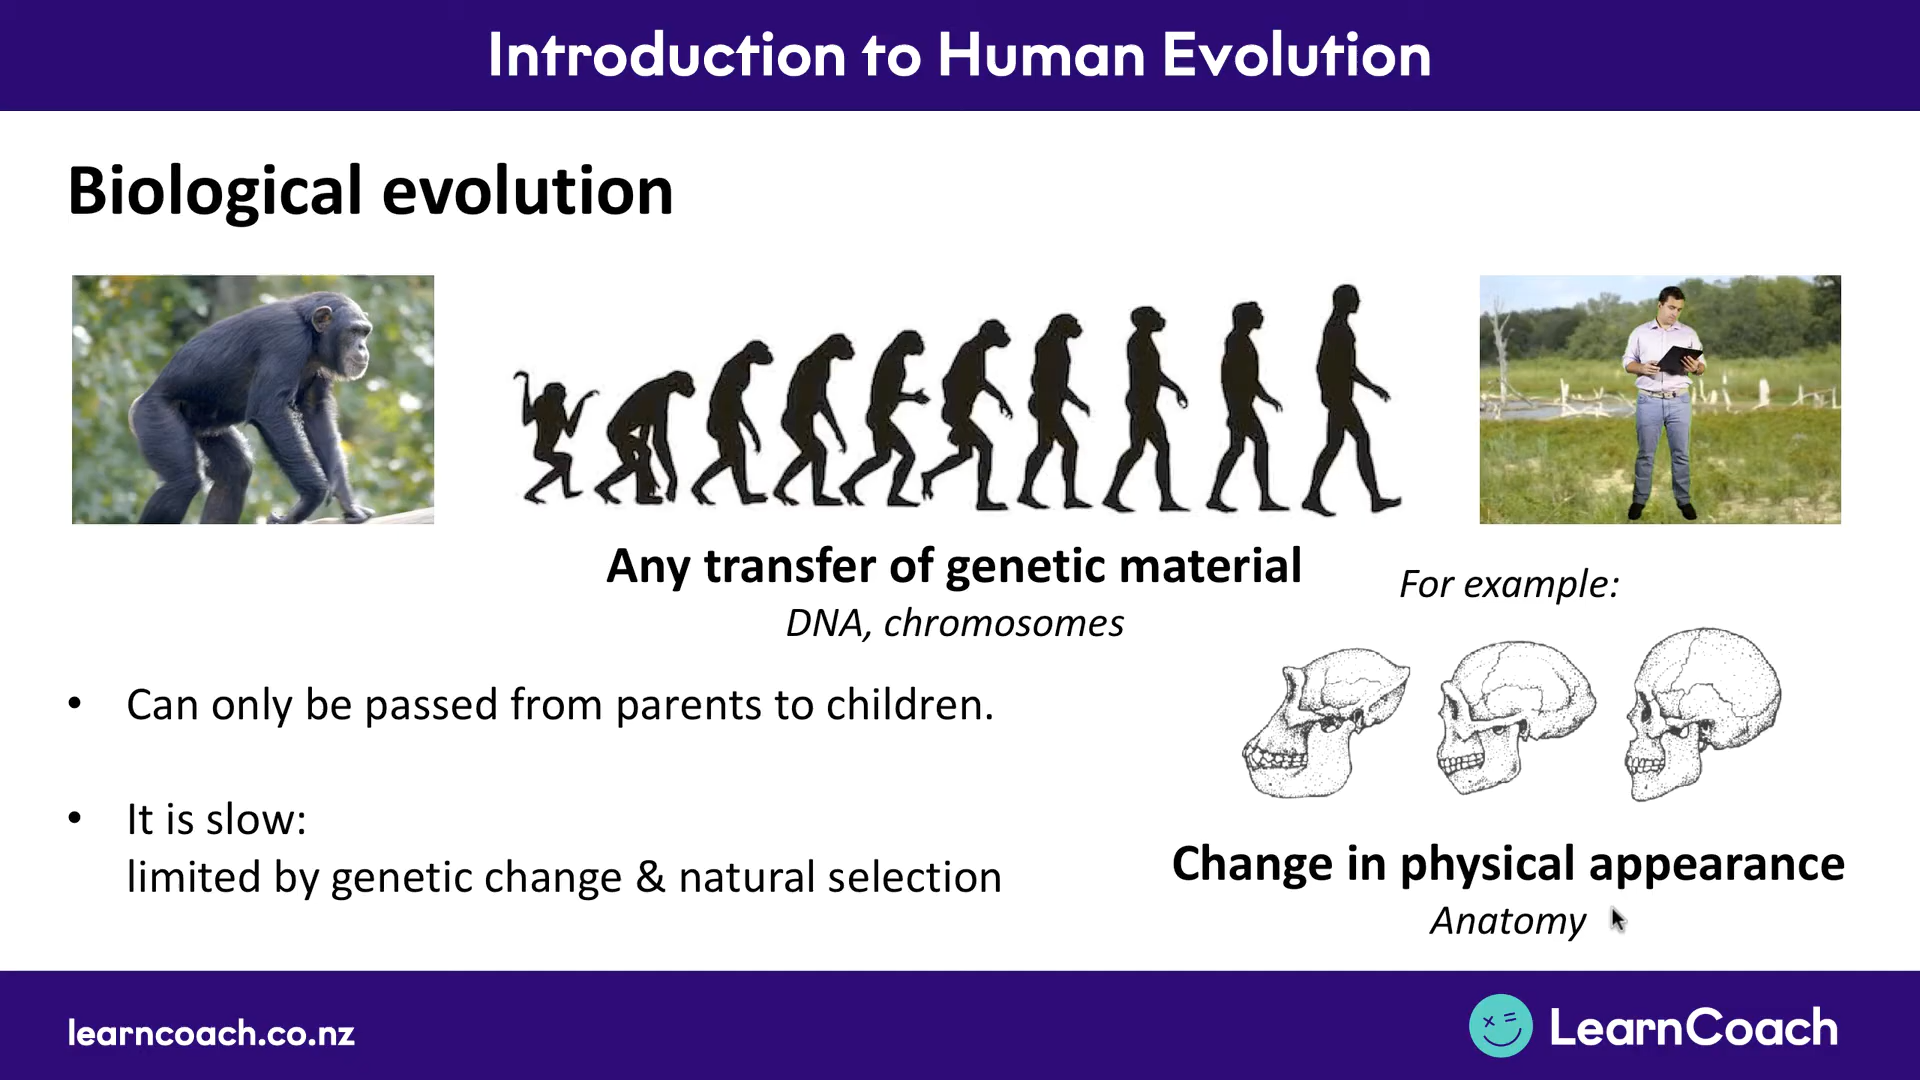 Introduction to Human Evolution
Biological evolution
Any transfer of genetic material
DNA, chromosomes
For example:
• Can only be passed from parents to children.
• It is slow:
limited by genetic change & natural selection
Change in physical appearance
Anatomy
learncoach.co.nz
LearnCoach